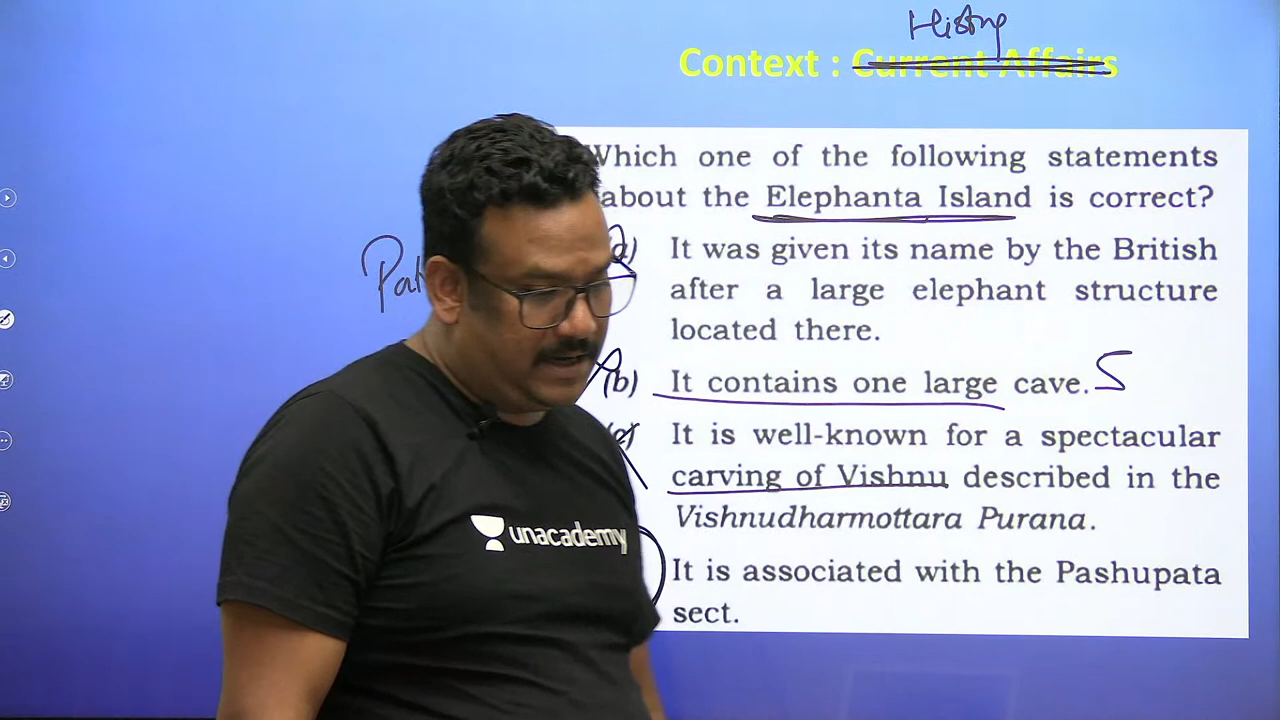 History
Context : Current Affairs
Which one of the following statements
about the Elephanta Island is correct?
(a) It was given its name by the British
after a large elephant structure
located there.
(b) It contains one large cave. S
(c) It is well-known for a spectacular
carving of Vishnu described in the
Vishnudharmottara Purana.
It is associated with the Pashupata
sect.
unacademy